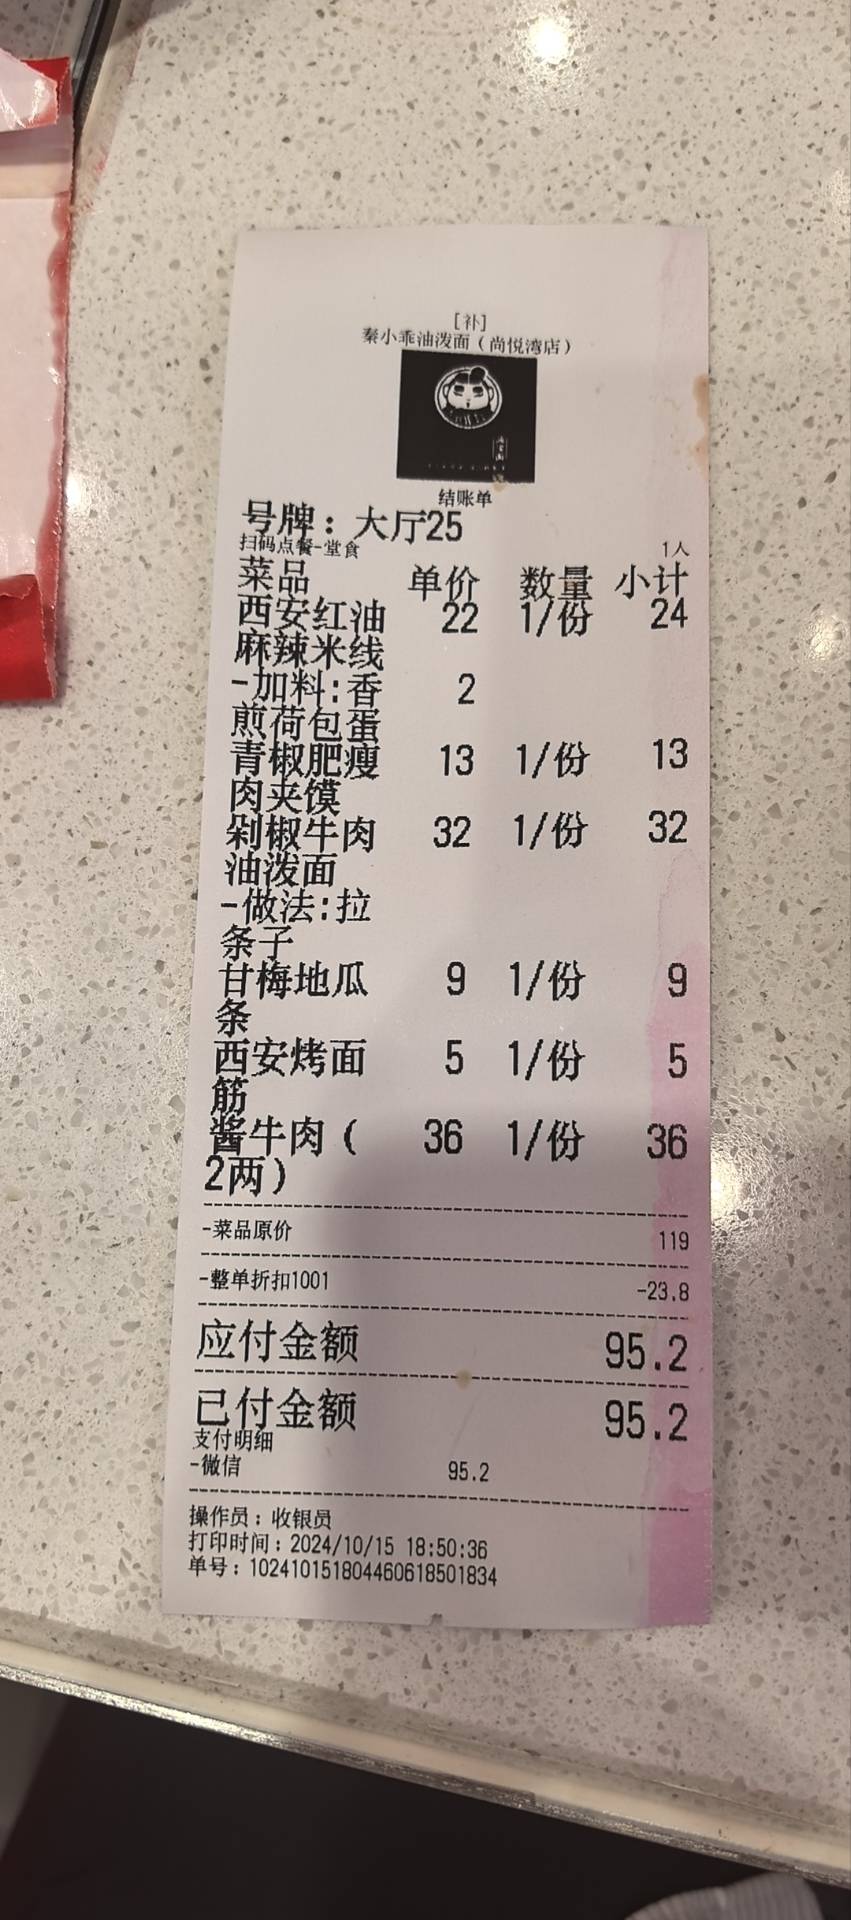 [补]
秦小乖油泼面（尚悦湾店）
结账单
号牌：大厅25
扫码点餐-堂食 1人
菜品 单价 数量 小计
西安红油 22 1/份 24
麻辣米线
-加料:香 2
煎荷包蛋
青椒肥瘦 13 1/份 13
肉夹馍
剁椒牛肉 32 1/份 32
油泼面
-做法:拉
条子
甘梅地瓜 9 1/份 9
条
西安烤面 5 1/份 5
筋
酱牛肉（ 36 1/份 36
2两）
-菜品原价 119
-整单折扣1001 -23.8
应付金额 95.2
已付金额 95.2
支付明细
-微信 95.2
操作员：收银员
打印时间：2024/10/15 18:50:36
单号：102410151804460618501834